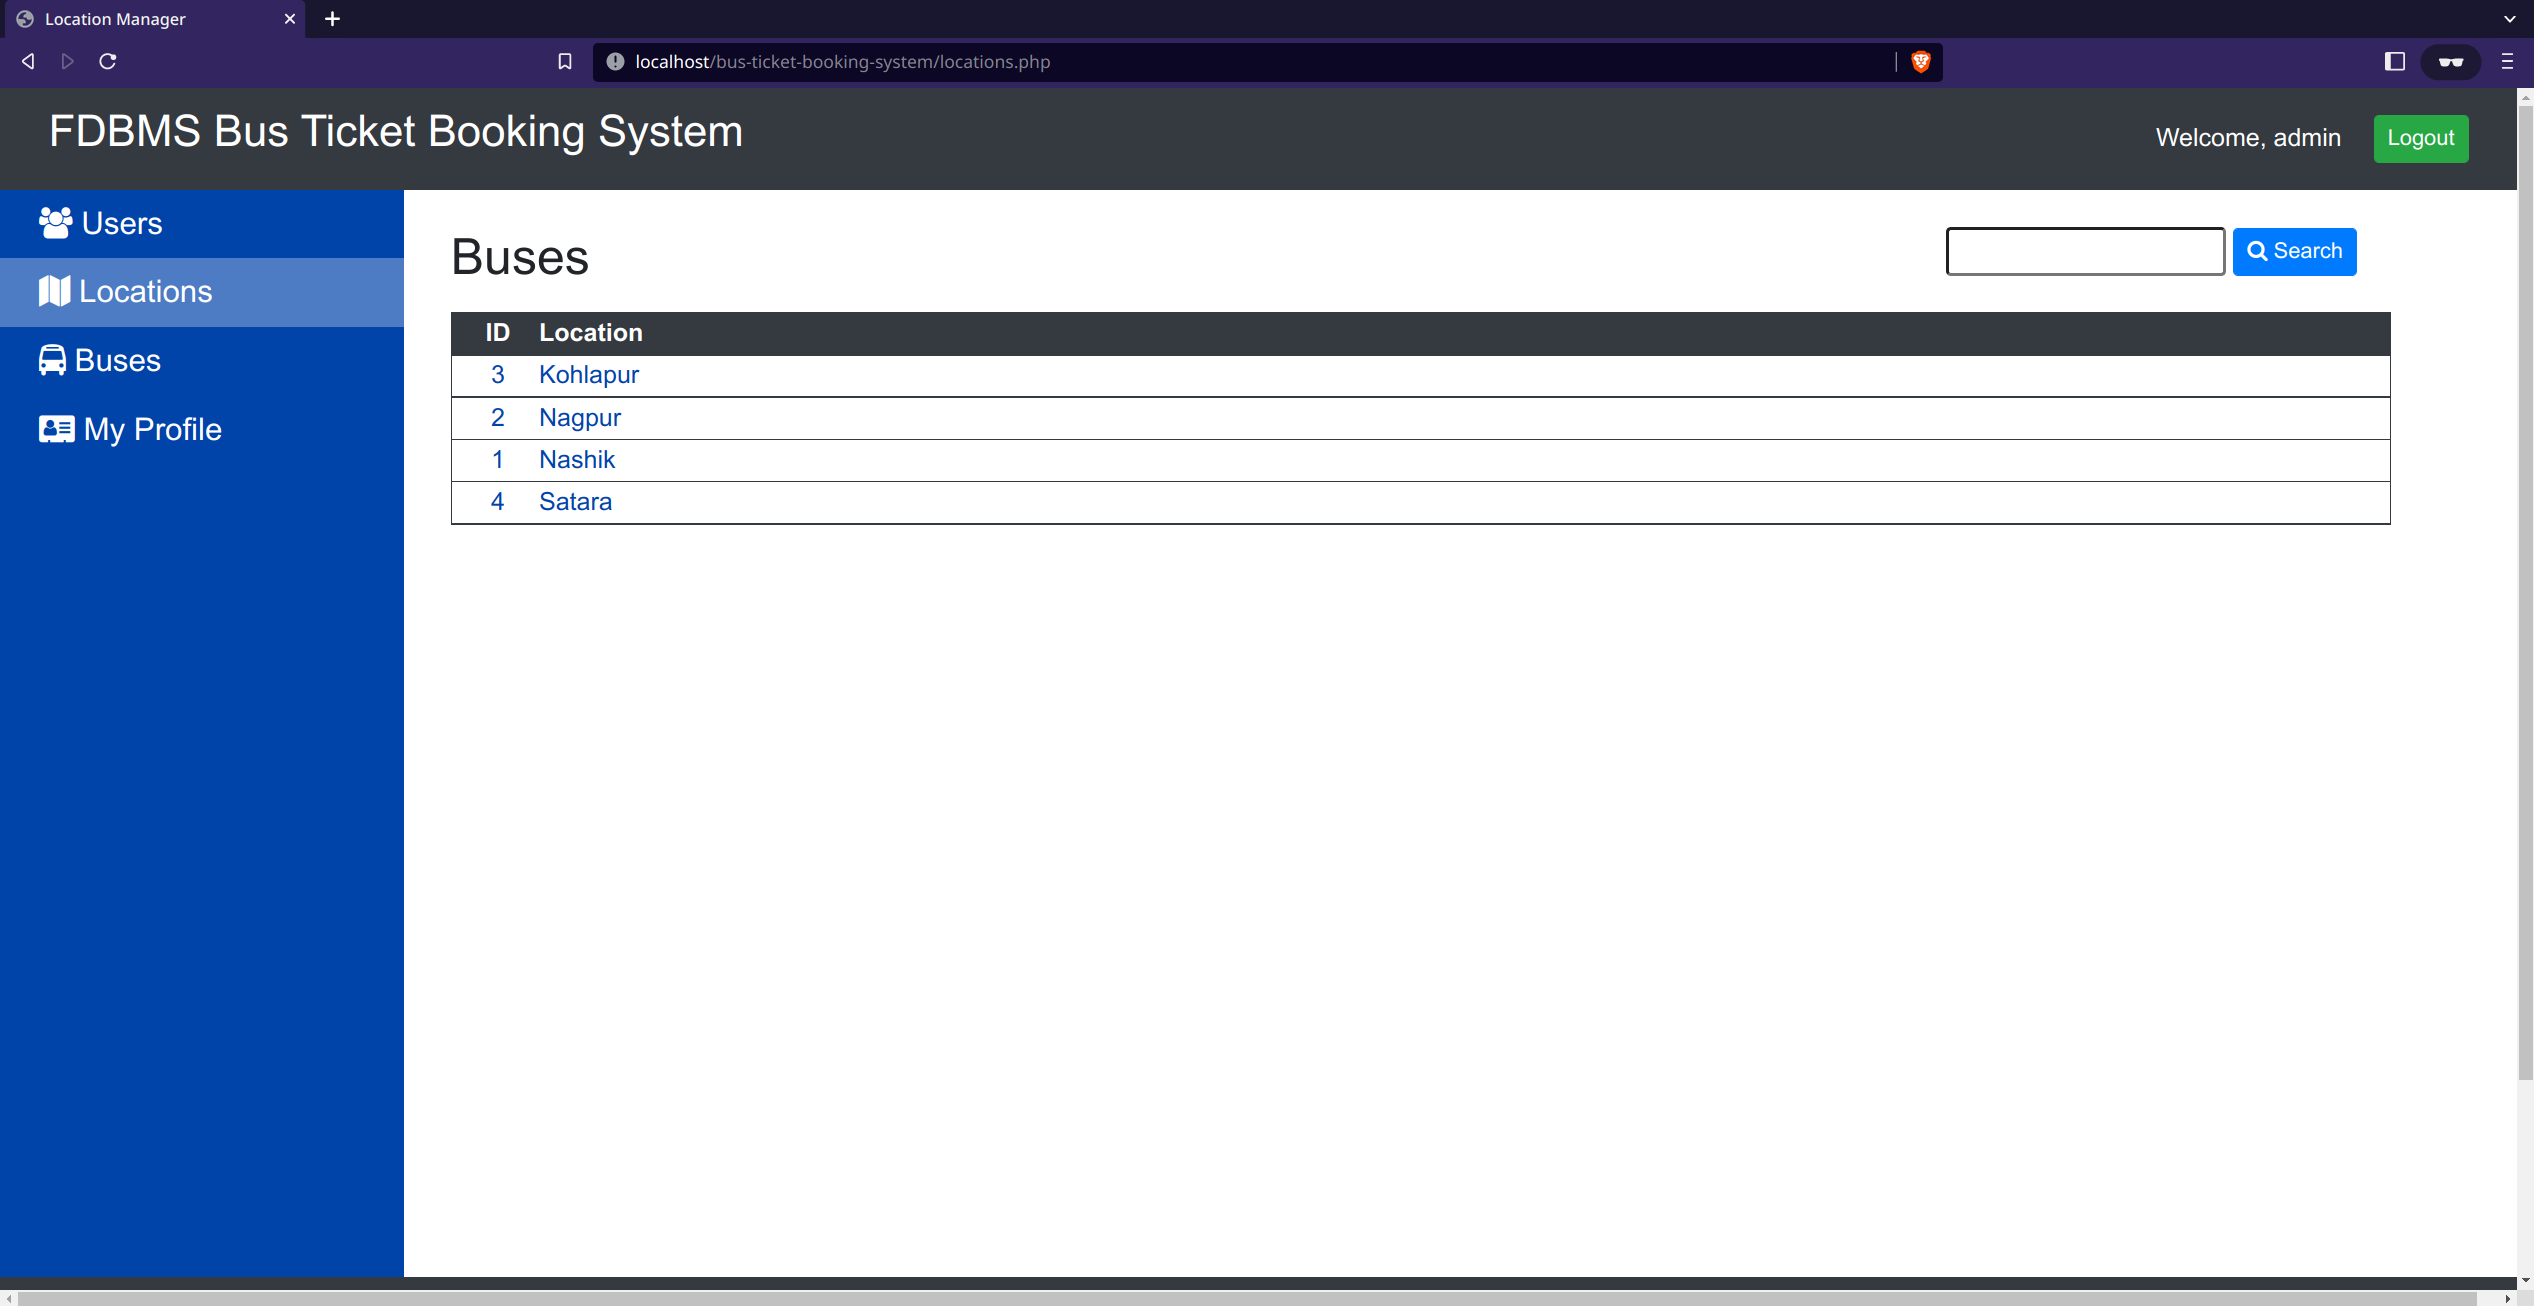 Location Manager
localhost/bus-ticket-booking-system/locations.php
FDBMS Bus Ticket Booking System
Welcome, admin
Logout
Users
Locations
Buses
My Profile
Buses
Search
ID Location
3 Kohlapur
2 Nagpur
1 Nashik
4 Satara